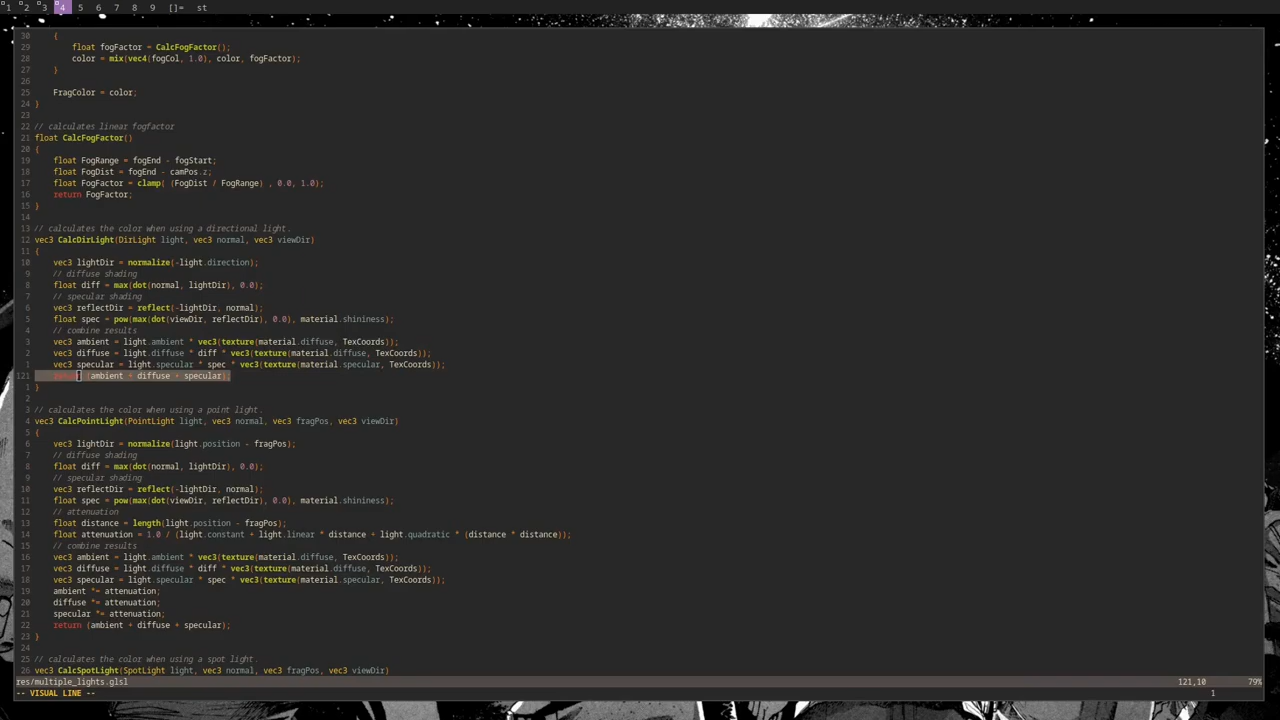 1 2 3 4 5 6 7 8 9 []= st
30 {
29 float fogFactor = CalcFogFactor();
28 color = mix(vec4(fogCol, 1.0), color, fogFactor);
27 }
26
25 FragColor = color;
24 }
23
22 // calculates linear fogfactor
21 float CalcFogFactor()
20 {
19 float FogRange = fogEnd - fogStart;
18 float FogDist = fogEnd - camPos.z;
17 float FogFactor = clamp( (FogDist / FogRange) , 0.0, 1.0);
16 return FogFactor;
15 }
14
13 // calculates the color when using a directional light.
12 vec3 CalcDirLight(DirLight light, vec3 normal, vec3 viewDir)
11 {
10 vec3 lightDir = normalize(-light.direction);
9 // diffuse shading
8 float diff = max(dot(normal, lightDir), 0.0);
7 // specular shading
6 vec3 reflectDir = reflect(-lightDir, normal);
5 float spec = pow(max(dot(viewDir, reflectDir), 0.0), material.shininess);
4 // combine results
3 vec3 ambient = light.ambient * vec3(texture(material.diffuse, TexCoords));
2 vec3 diffuse = light.diffuse * diff * vec3(texture(material.diffuse, TexCoords));
1 vec3 specular = light.specular * spec * vec3(texture(material.specular, TexCoords));
121 return (ambient + diffuse + specular);
1 }
2
3 // calculates the color when using a point light.
4 vec3 CalcPointLight(PointLight light, vec3 normal, vec3 fragPos, vec3 viewDir)
5 {
6 vec3 lightDir = normalize(light.position - fragPos);
7 // diffuse shading
8 float diff = max(dot(normal, lightDir), 0.0);
9 // specular shading
10 vec3 reflectDir = reflect(-lightDir, normal);
11 float spec = pow(max(dot(viewDir, reflectDir), 0.0), material.shininess);
12 // attenuation
13 float distance = length(light.position - fragPos);
14 float attenuation = 1.0 / (light.constant + light.linear * distance + light.quadratic * (distance * distance));
15 // combine results
16 vec3 ambient = light.ambient * vec3(texture(material.diffuse, TexCoords));
17 vec3 diffuse = light.diffuse * diff * vec3(texture(material.diffuse, TexCoords));
18 vec3 specular = light.specular * spec * vec3(texture(material.specular, TexCoords));
19 ambient *= attenuation;
20 diffuse *= attenuation;
21 specular *= attenuation;
22 return (ambient + diffuse + specular);
23 }
24
25 // calculates the color when using a spot light.
26 vec3 CalcSpotLight(SpotLight light, vec3 normal, vec3 fragPos, vec3 viewDir)
res/multiple_lights.glsl 121,10 79%
-- VISUAL LINE -- 1